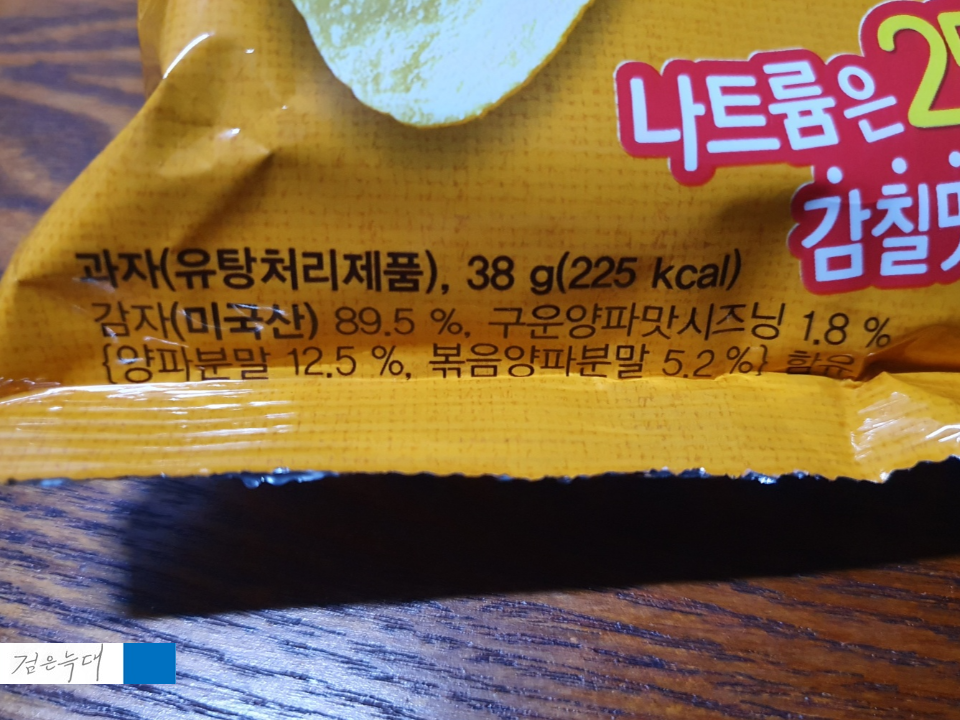 나트륨은 2
감칠맛
과자(유탕처리제품), 38 g(225 kcal)
감자(미국산) 89.5 %, 구운양파맛시즈닝 1.8 %
{양파분말 12.5 %, 볶음양파분말 5.2 %} 함유
검은늑대